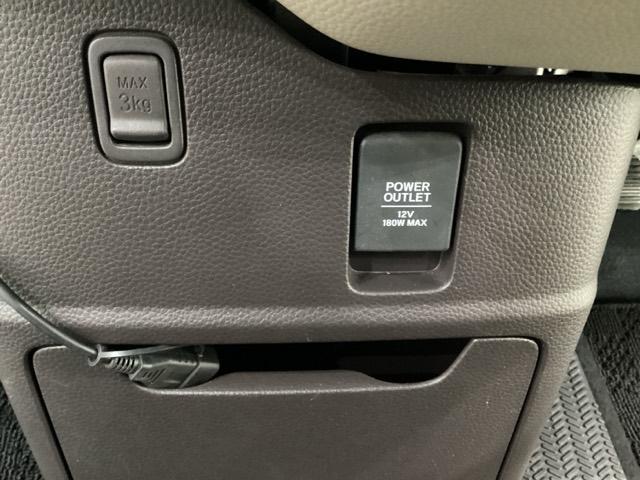 MAX
3kg
POWER
OUTLET
12V
180W MAX